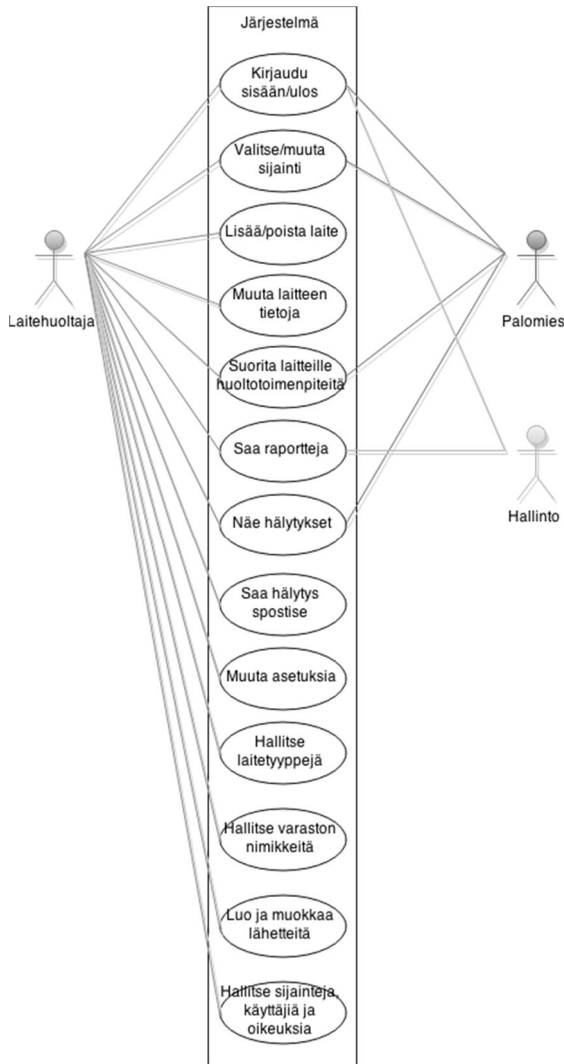 Järjestelmä
Kirjaudu
sisään/ulos
Valitse/muuta
sijainti
Lisää/poista laite
Muuta laitteen
tietoja
Suorita laitteille
huoltotoimenpiteitä
Saa raportteja
Näe hälytykset
Saa hälytys
spostise
Muuta asetuksia
Hallitse
laitetyyppejä
Hallitse varaston
nimikkeitä
Luo ja muokkaa
lähetteitä
Hallitse sijainteja,
käyttäjiä ja
oikeuksia
Laitehuoltaja
Palomies
Hallinto